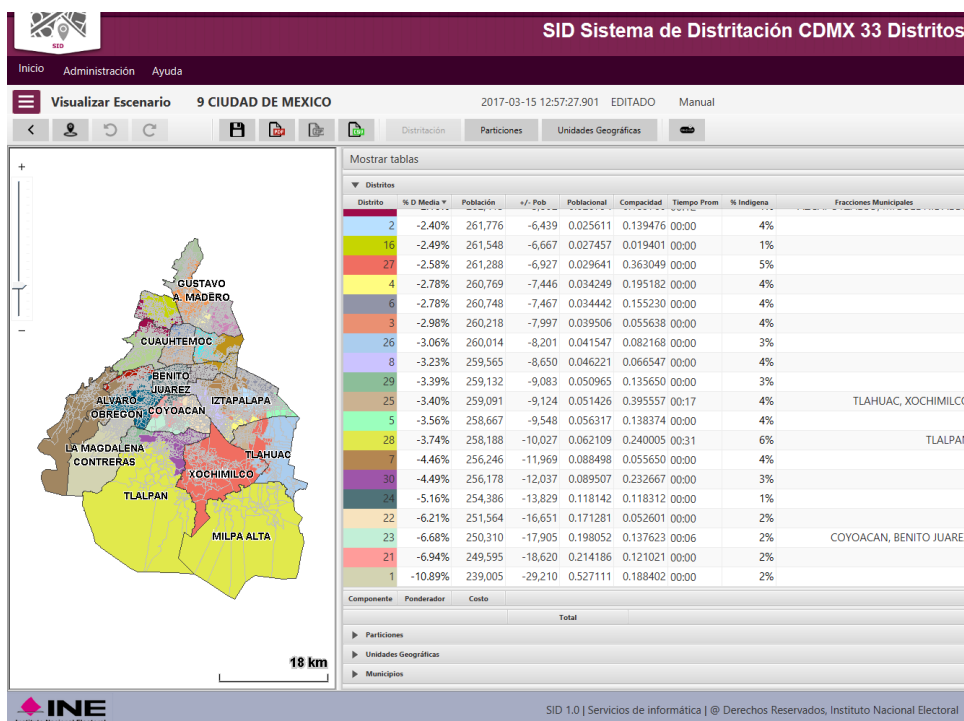 SID
SID Sistema de Distritación CDMX 33 Distritos
Inicio Administración Ayuda
Visualizar Escenario 9 CIUDAD DE MEXICO 2017-03-15 12:57:27.901 EDITADO Manual
Distritación Particiones Unidades Geográficas
Mostrar tablas
Distritos
Distrito % D Media ▾ Población +/- Pob Poblacional Compacidad Tiempo Prom % Indigena Fracciones Municipales
2 -2.40% 261,776 -6,439 0.025611 0.139476 00:00 4%
16 -2.49% 261,548 -6,667 0.027457 0.019401 00:00 1%
27 -2.58% 261,288 -6,927 0.029641 0.363049 00:00 5%
4 -2.78% 260,769 -7,446 0.034249 0.195182 00:00 4%
6 -2.78% 260,748 -7,467 0.034442 0.155230 00:00 4%
3 -2.98% 260,218 -7,997 0.039506 0.055638 00:00 4%
26 -3.06% 260,014 -8,201 0.041547 0.082168 00:00 3%
8 -3.23% 259,565 -8,650 0.046221 0.066547 00:00 4%
29 -3.39% 259,132 -9,083 0.050965 0.135650 00:00 3%
25 -3.40% 259,091 -9,124 0.051426 0.395557 00:17 4% TLAHUAC, XOCHIMILCO
5 -3.56% 258,667 -9,548 0.056317 0.138374 00:00 4%
28 -3.74% 258,188 -10,027 0.062109 0.240005 00:31 6% TLALPAN
7 -4.46% 256,246 -11,969 0.088498 0.055650 00:00 4%
30 -4.49% 256,178 -12,037 0.089507 0.232667 00:00 3%
24 -5.16% 254,386 -13,829 0.118142 0.118312 00:00 1%
22 -6.21% 251,564 -16,651 0.171281 0.052601 00:00 2%
23 -6.68% 250,310 -17,905 0.198052 0.137623 00:06 2% COYOACAN, BENITO JUAREZ
21 -6.94% 249,595 -18,620 0.214186 0.121021 00:00 2%
1 -10.89% 239,005 -29,210 0.527111 0.188402 00:00 2%
Componente Ponderador Costo
Total
Particiones
Unidades Geográficas
Municipios
+
−
GUSTAVO
A. MADERO
CUAUHTEMOC
BENITO
JUAREZ
ALVARO
OBREGON
IZTAPALAPA
COYOACAN
LA MAGDALENA
CONTRERAS
TLAHUAC
XOCHIMILCO
TLALPAN
MILPA ALTA
18 km
INE
SID 1.0 | Servicios de informática | @ Derechos Reservados, Instituto Nacional Electoral